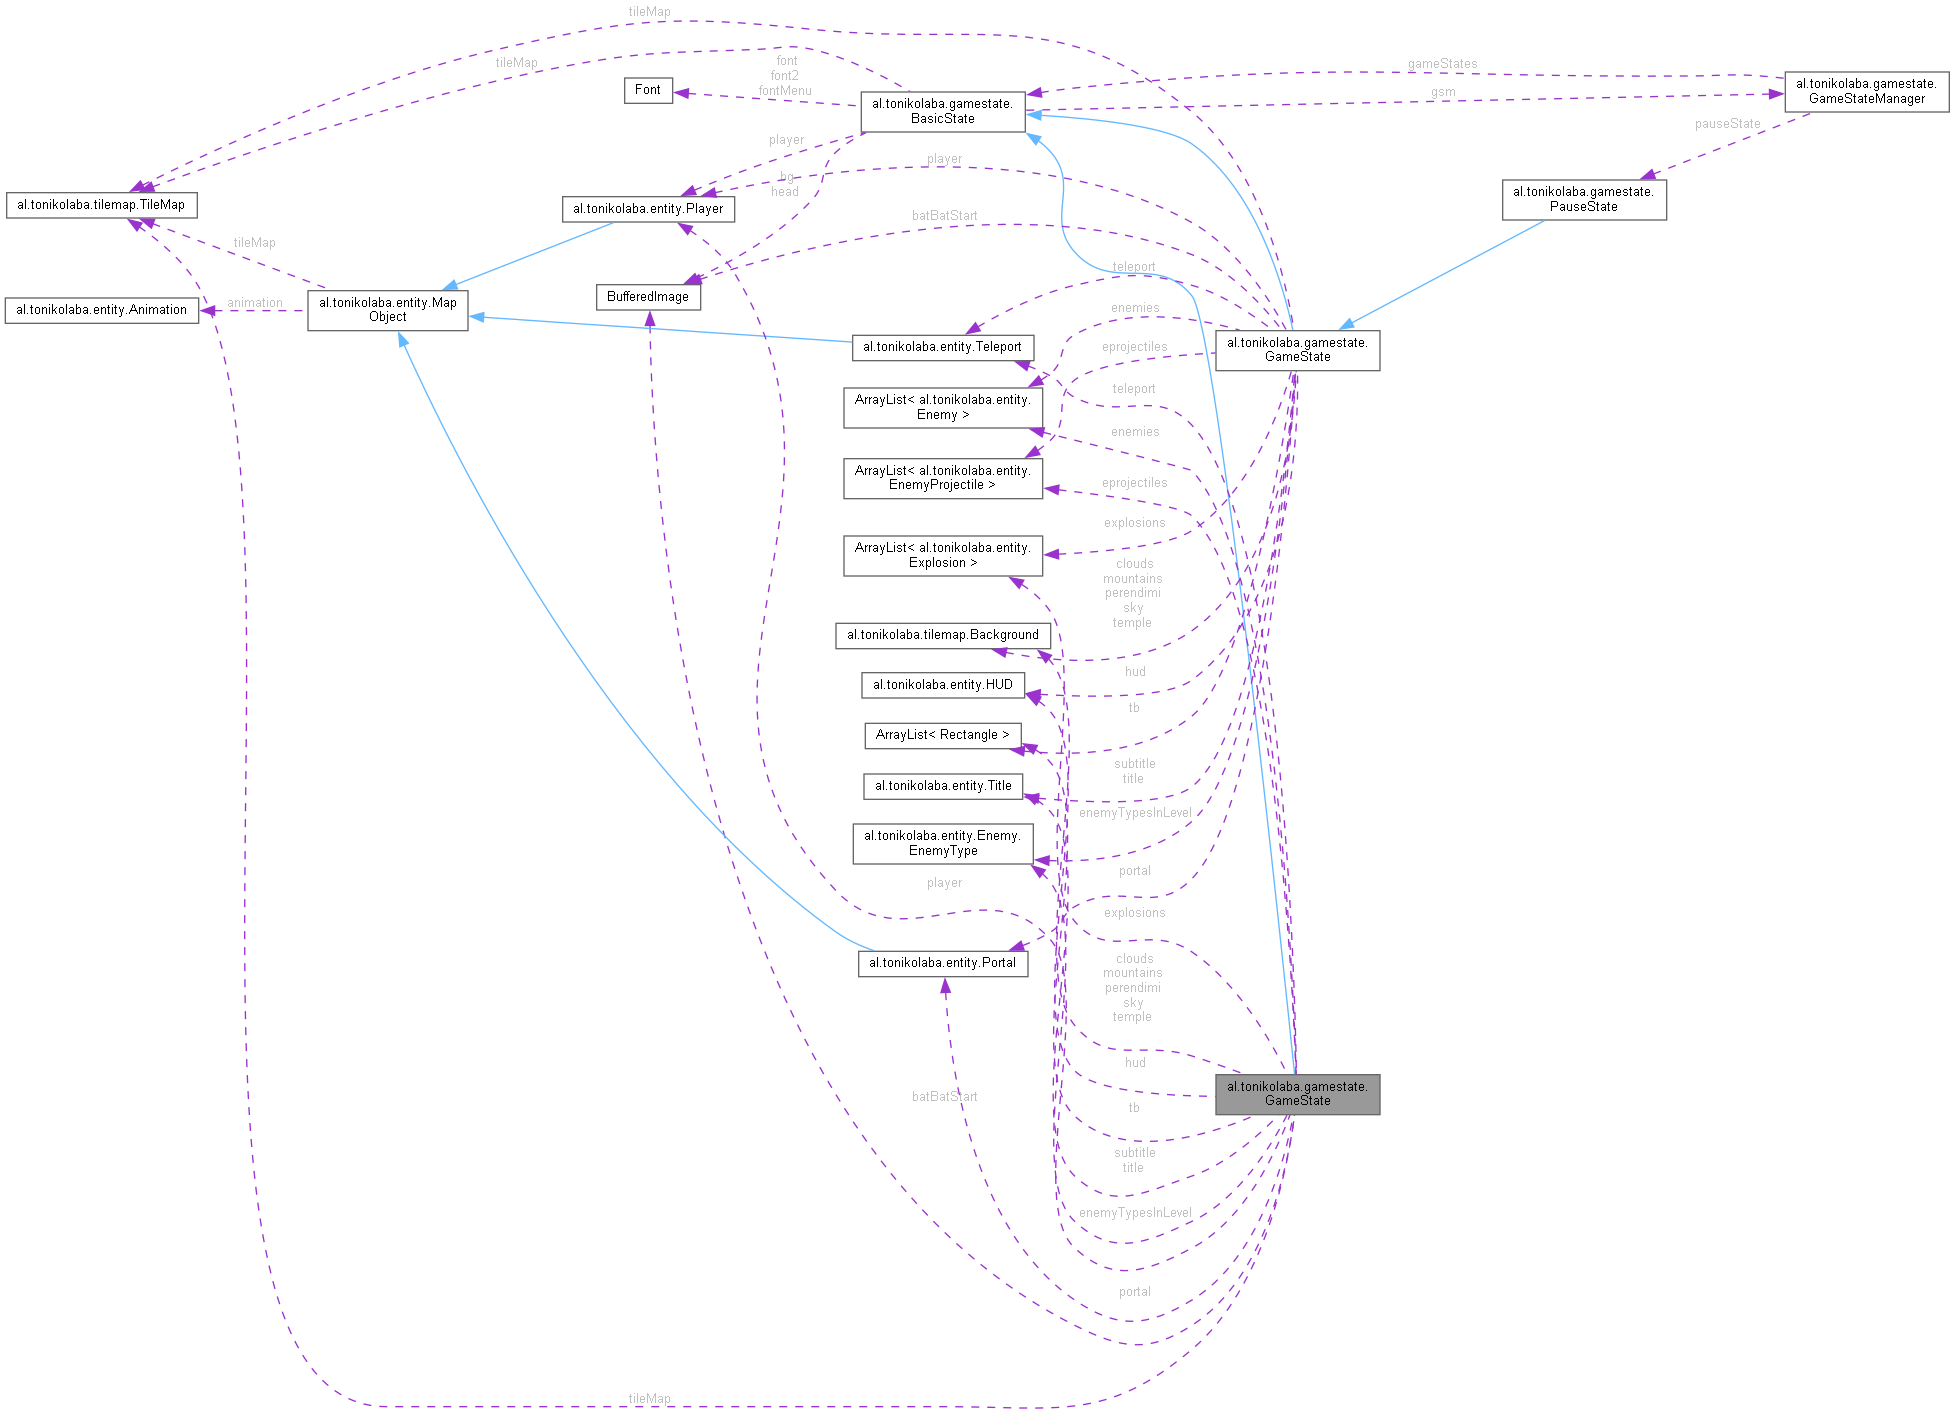 tileMap
tileMap
font
font2
fontMenu
Font
al.tonikolaba.gamestate.
BasicState
gameStates
gsm
al.tonikolaba.gamestate.
GameStateManager
pauseState
player
player
bg
head
al.tonikolaba.tilemap.TileMap
al.tonikolaba.entity.Player
al.tonikolaba.gamestate.
PauseState
batBatStart
tileMap
teleport
al.tonikolaba.entity.Animation
animation
al.tonikolaba.entity.Map
Object
BufferedImage
enemies
al.tonikolaba.entity.Teleport
eprojectiles
al.tonikolaba.gamestate.
GameState
teleport
ArrayList< al.tonikolaba.entity.
Enemy >
enemies
ArrayList< al.tonikolaba.entity.
EnemyProjectile >
eprojectiles
explosions
ArrayList< al.tonikolaba.entity.
Explosion >
clouds
mountains
perendimi
sky
temple
al.tonikolaba.tilemap.Background
hud
al.tonikolaba.entity.HUD
tb
ArrayList< Rectangle >
subtitle
title
al.tonikolaba.entity.Title
enemyTypesInLevel
al.tonikolaba.entity.Enemy.
EnemyType
portal
player
explosions
al.tonikolaba.entity.Portal
clouds
mountains
perendimi
sky
temple
hud
batBatStart
al.tonikolaba.gamestate.
GameState
tb
subtitle
title
enemyTypesInLevel
portal
tileMap